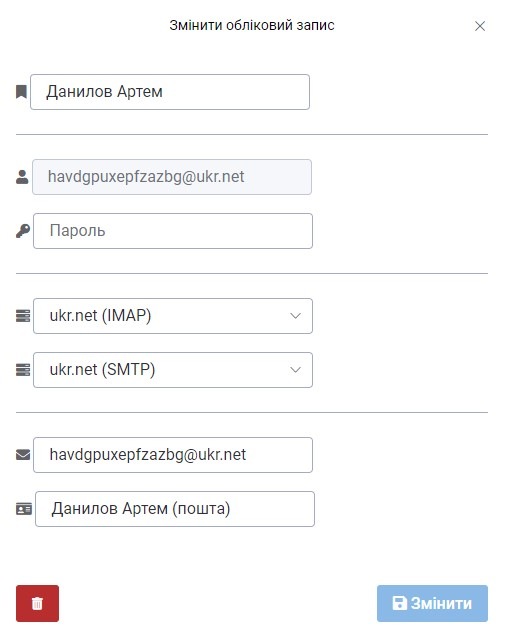 Змінити обліковий запис
Данилов Артем
havdgpuxepfzazbg@ukr.net
Пароль
ukr.net (IMAP)
ukr.net (SMTP)
havdgpuxepfzazbg@ukr.net
Данилов Артем (пошта)
Змінити